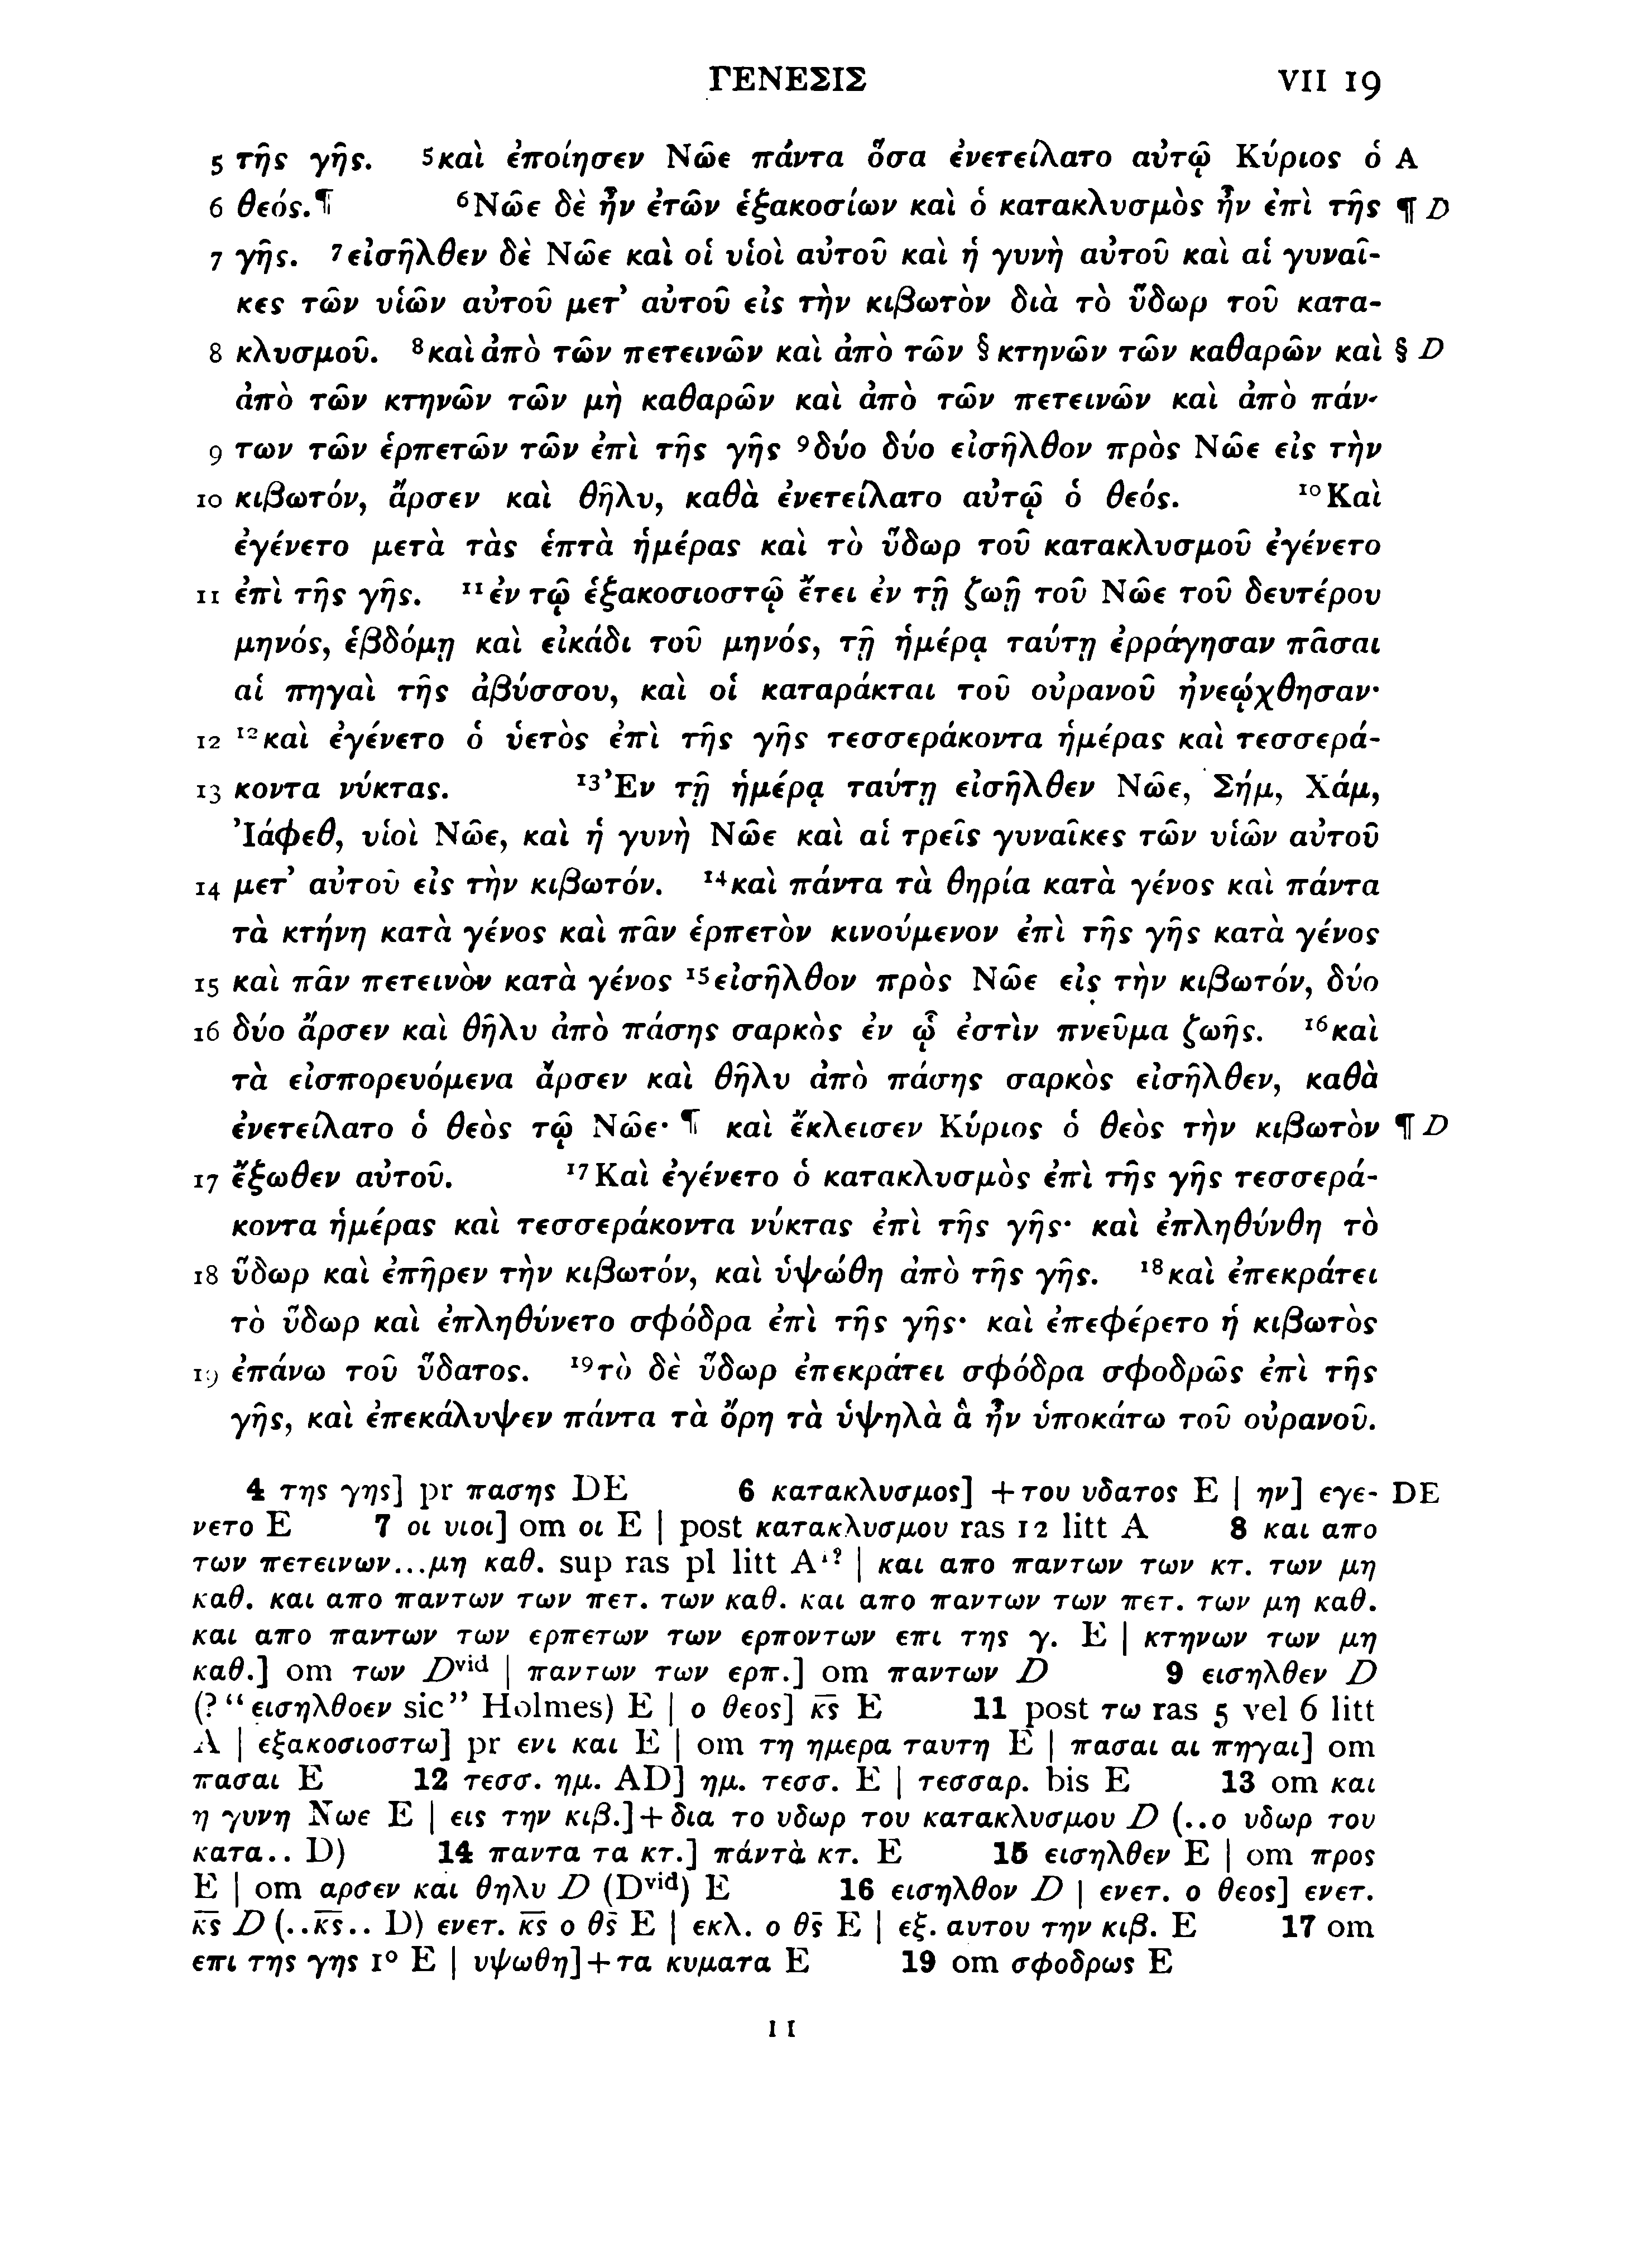 ΓΕΝΕΣΙΣ VII 19
5 τῆς γῆς. ⁵καὶ ἐποίησεν Νῶε πάντα ὅσα ἐνετείλατο αὐτῷ Κύριος ὁ A
6 θεός.¶ ⁶Νῶε δὲ ἦν ἐτῶν ἑξακοσίων καὶ ὁ κατακλυσμὸς ἦν ἐπὶ τῆς ¶ D
7 γῆς. ⁷εἰσῆλθεν δὲ Νῶε καὶ οἱ υἱοὶ αὐτοῦ καὶ ἡ γυνὴ αὐτοῦ καὶ αἱ γυναῖ-
κες τῶν υἱῶν αὐτοῦ μετ’ αὐτοῦ εἰς τὴν κιβωτὸν διὰ τὸ ὕδωρ τοῦ κατα-
8 κλυσμοῦ. ⁸καὶ ἀπὸ τῶν πετεινῶν καὶ ἀπὸ τῶν § κτηνῶν τῶν καθαρῶν καὶ § D
ἀπὸ τῶν κτηνῶν τῶν μὴ καθαρῶν καὶ ἀπὸ τῶν πετεινῶν καὶ ἀπὸ πάν-
9 των τῶν ἑρπετῶν τῶν ἐπὶ τῆς γῆς ⁹δύο δύο εἰσῆλθον πρὸς Νῶε εἰς τὴν
10 κιβωτόν, ἄρσεν καὶ θῆλυ, καθὰ ἐνετείλατο αὐτῷ ὁ θεός. ¹⁰Καὶ
ἐγένετο μετὰ τὰς ἑπτὰ ἡμέρας καὶ τὸ ὕδωρ τοῦ κατακλυσμοῦ ἐγένετο
11 ἐπὶ τῆς γῆς. ¹¹ἐν τῷ ἑξακοσιοστῷ ἔτει ἐν τῇ ζωῇ τοῦ Νῶε τοῦ δευτέρου
μηνός, ἑβδόμῃ καὶ εἰκάδι τοῦ μηνός, τῇ ἡμέρᾳ ταύτῃ ἐρράγησαν πᾶσαι
αἱ πηγαὶ τῆς ἀβύσσου, καὶ οἱ καταράκται τοῦ οὐρανοῦ ἠνεῴχθησαν·
12 ¹²καὶ ἐγένετο ὁ ὑετὸς ἐπὶ τῆς γῆς τεσσεράκοντα ἡμέρας καὶ τεσσερά-
13 κοντα νύκτας. ¹³Ἐν τῇ ἡμέρᾳ ταύτῃ εἰσῆλθεν Νῶε, Σήμ, Χάμ,
Ἰάφεθ, υἱοὶ Νῶε, καὶ ἡ γυνὴ Νῶε καὶ αἱ τρεῖς γυναῖκες τῶν υἱῶν αὐτοῦ
14 μετ’ αὐτοῦ εἰς τὴν κιβωτόν. ¹⁴καὶ πάντα τὰ θηρία κατὰ γένος καὶ πάντα
τὰ κτήνη κατὰ γένος καὶ πᾶν ἑρπετὸν κινούμενον ἐπὶ τῆς γῆς κατὰ γένος
15 καὶ πᾶν πετεινὸν κατὰ γένος ¹⁵εἰσῆλθον πρὸς Νῶε εἰς τὴν κιβωτόν, δύο
16 δύο ἄρσεν καὶ θῆλυ ἀπὸ πάσης σαρκὸς ἐν ᾧ ἐστὶν πνεῦμα ζωῆς. ¹⁶καὶ
τὰ εἰσπορευόμενα ἄρσεν καὶ θῆλυ ἀπὸ πάσης σαρκὸς εἰσῆλθεν, καθὰ
ἐνετείλατο ὁ θεὸς τῷ Νῶε· ¶ καὶ ἔκλεισεν Κύριος ὁ θεὸς τὴν κιβωτὸν ¶ D
17 ἔξωθεν αὐτοῦ. ¹⁷Καὶ ἐγένετο ὁ κατακλυσμὸς ἐπὶ τῆς γῆς τεσσερά-
κοντα ἡμέρας καὶ τεσσεράκοντα νύκτας ἐπὶ τῆς γῆς· καὶ ἐπληθύνθη τὸ
18 ὕδωρ καὶ ἐπῆρεν τὴν κιβωτόν, καὶ ὑψώθη ἀπὸ τῆς γῆς. ¹⁸καὶ ἐπεκράτει
τὸ ὕδωρ καὶ ἐπληθύνετο σφόδρα ἐπὶ τῆς γῆς· καὶ ἐπεφέρετο ἡ κιβωτὸς
19 ἐπάνω τοῦ ὕδατος. ¹⁹τὸ δὲ ὕδωρ ἐπεκράτει σφόδρα σφοδρῶς ἐπὶ τῆς
γῆς, καὶ ἐπεκάλυψεν πάντα τὰ ὄρη τὰ ὑψηλὰ ἃ ἦν ὑποκάτω τοῦ οὐρανοῦ.
4 της γης] pr πασης DE 6 κατακλυσμος] +του υδατος E | ην] εγε- DE
νετο E 7 οι υιοι] om οι E | post κατακλυσμου ras 12 litt A 8 και απο
των πετεινων...μη καθ. sup ras pl litt A¹? | και απο παντων των κτ. των μη
καθ. και απο παντων των πετ. των καθ. και απο παντων των πετ. των μη καθ.
και απο παντων των ερπετων των ερποντων επι της γ. E | κτηνων των μη
καθ.] om των Dvid | παντων των ερπ.] om παντων D 9 εισηλθεν D
(? “εισηλθοεν sic” Holmes) E | ο θεος] κ̅ς̅ E 11 post τω ras 5 vel 6 litt
A | εξακοσιοστω] pr ενι και E | om τη ημερα ταυτη E | πασαι αι πηγαι] om
πασαι E 12 τεσσ. ημ. AD] ημ. τεσσ. E | τεσσαρ. bis E 13 om και
η γυνη Νωε E | εις την κιβ.]+δια το υδωρ του κατακλυσμου D (..ο υδωρ του
κατα.. D) 14 παντα τα κτ.] πάντὰ κτ. E 15 εισηλθεν E | om προς
E | om αρσεν και θηλυ D (Dvid) E 16 εισηλθον D | ενετ. ο θεος] ενετ.
κ̅ς̅ D (..κ̅ς̅.. D) ενετ. κ̅ς̅ ο θ̅ς̅ E | εκλ. ο θ̅ς̅ E | εξ. αυτου την κιβ. E 17 om
επι της γης 1° E | υψωθη]+τα κυματα E 19 om σφοδρως E
11